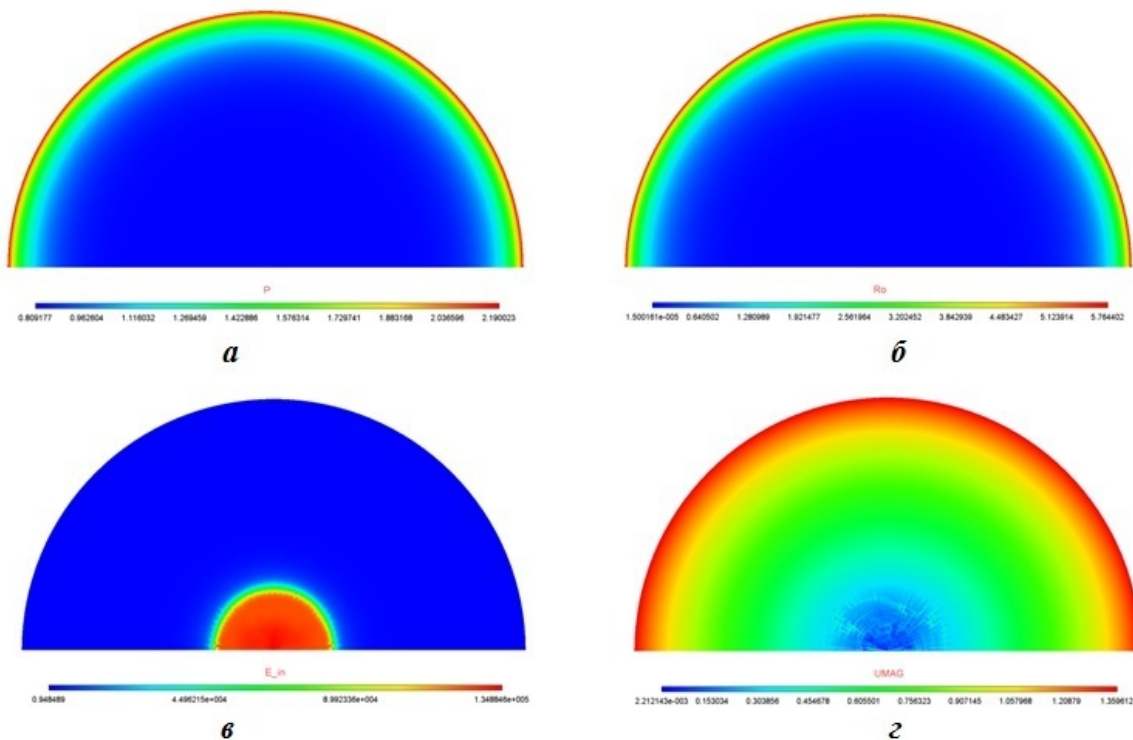 P
0.809177 0.962604 1.116032 1.269459 1.422886 1.576314 1.729741 1.883168 2.036596 2.190023
а
Ro
1.500161e-005 0.640502 1.280989 1.921477 2.561964 3.202452 3.842939 4.483427 5.123914 5.764402
б
E_in
0.948489 4.496215e+004 8.992336e+004 1.348846e+005
в
UMAG
2.212143e-003 0.153034 0.303856 0.454678 0.605501 0.756323 0.907145 1.057968 1.20879 1.359612
г